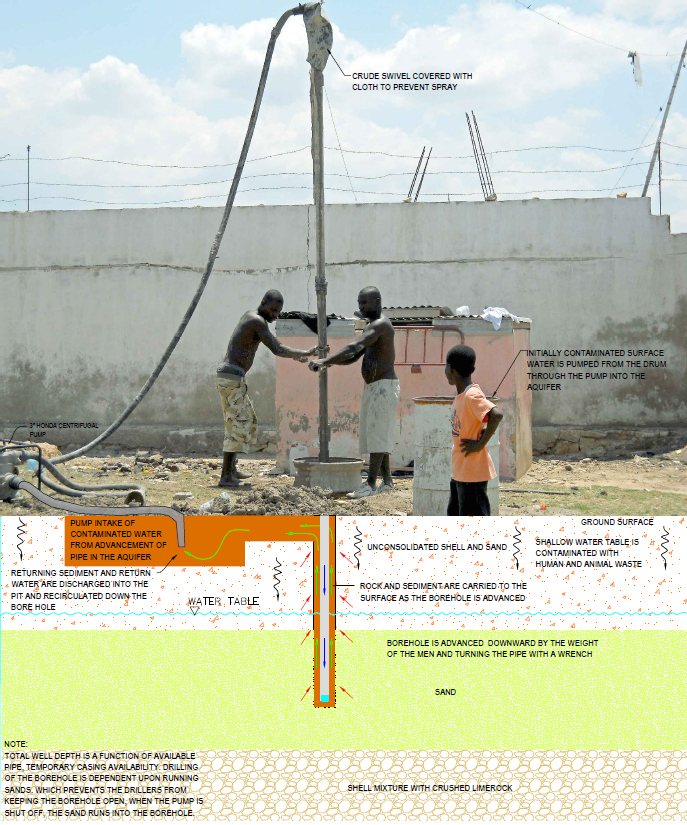 CRUDE SWIVEL COVERED WITH
CLOTH TO PREVENT SPRAY
INITIALLY CONTAMINATED SURFACE
WATER IS PUMPED FROM THE DRUM
THROUGH THE PUMP INTO THE
AQUIFER
3" HONDA CENTRIFUGAL
PUMP
PUMP INTAKE OF
CONTAMINATED WATER
FROM ADVANCEMENT OF
PIPE IN THE AQUIFER
GROUND SURFACE
UNCONSOLIDATED SHELL AND SAND
SHALLOW WATER TABLE IS
CONTAMINATED WITH
HUMAN AND ANIMAL WASTE
RETURNING SEDIMENT AND RETURN
WATER ARE DISCHARGED INTO THE
PIT AND RECIRCULATED DOWN THE
BORE HOLE
WATER TABLE
ROCK AND SEDIMENT ARE CARRIED TO THE
SURFACE AS THE BOREHOLE IS ADVANCED
BOREHOLE IS ADVANCED DOWNWARD BY THE WEIGHT
OF THE MEN AND TURNING THE PIPE WITH A WRENCH
SAND
NOTE:
TOTAL WELL DEPTH IS A FUNCTION OF AVAILABLE
PIPE, TEMPORARY CASING AVAILABILITY. DRILLING
OF THE BOREHOLE IS DEPENDENT UPON RUNNING
SANDS, WHICH PREVENTS THE DRILLERS FROM
KEEPING THE BOREHOLE OPEN, WHEN THE PUMP IS
SHUT OFF, THE SAND RUNS INTO THE BOREHOLE.
SHELL MIXTURE WITH CRUSHED LIMEROCK